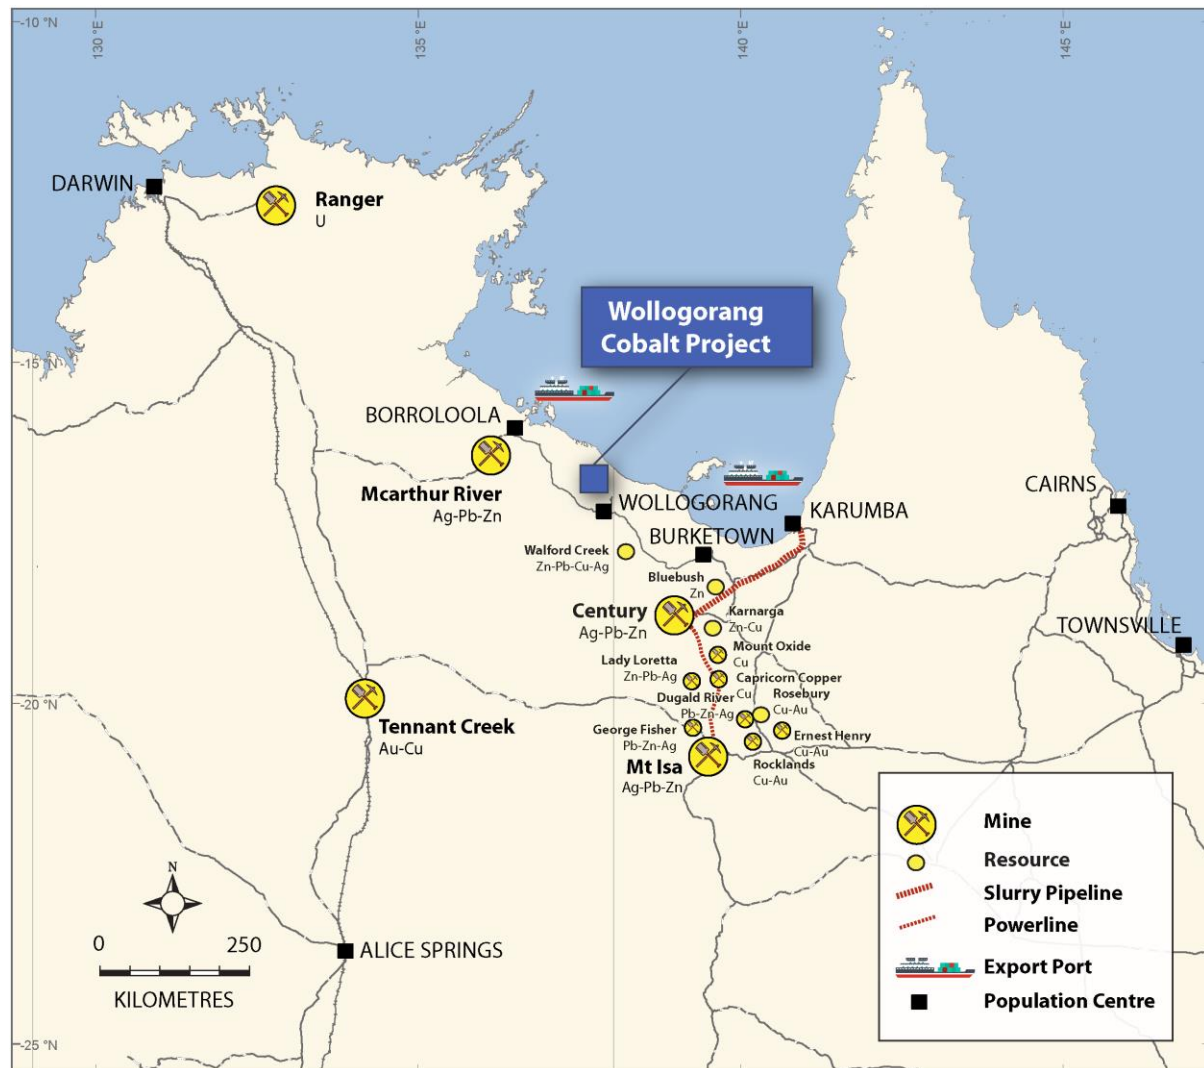 -10 °N
130 °E
135 °E
140 °E
145 °E
DARWIN
Ranger
U
Wollogorang
Cobalt Project
-15 °N
BORROLOOLA
Mcarthur River
Ag-Pb-Zn
WOLLOGORANG
KARUMBA
CAIRNS
BURKETOWN
Walford Creek
Zn-Pb-Cu-Ag
Bluebush
Zn
Century
Ag-Pb-Zn
Karnarga
Zn-Cu
TOWNSVILLE
Mount Oxide
Cu
Lady Loretta
Zn-Pb-Ag
Capricorn Copper
Cu
Dugald River
Pb-Zn-Ag
Rosebury
Cu-Au
-20 °N
Tennant Creek
Au-Cu
George Fisher
Pb-Zn-Ag
Ernest Henry
Cu-Au
Mt Isa
Ag-Pb-Zn
Rocklands
Cu-Au
Mine
Resource
Slurry Pipeline
Powerline
Export Port
Population Centre
N
0 250
KILOMETRES
ALICE SPRINGS
-25 °N